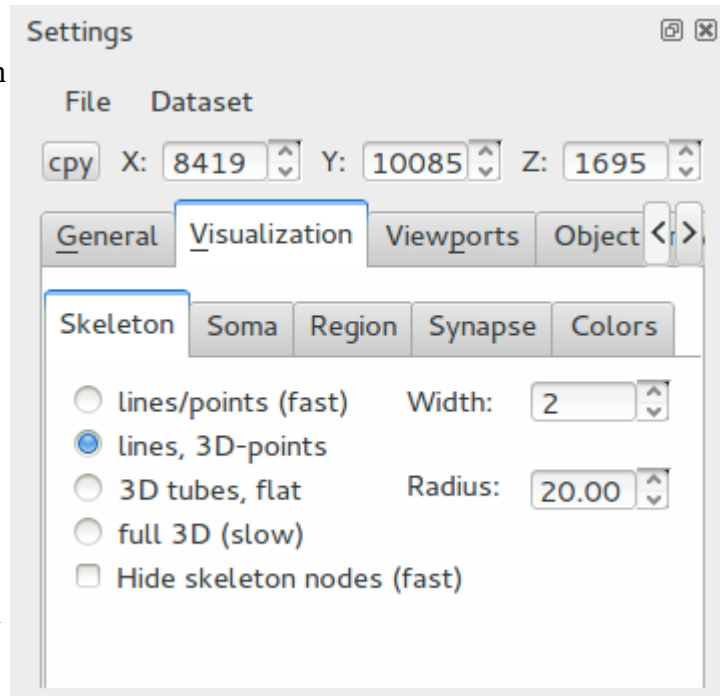 Settings
File Dataset
cpy X: 8419 Y: 10085 Z: 1695
General Visualization Viewports Object < >
Skeleton Soma Region Synapse Colors
lines/points (fast) Width: 2
lines, 3D-points
3D tubes, flat Radius: 20.00
full 3D (slow)
Hide skeleton nodes (fast)